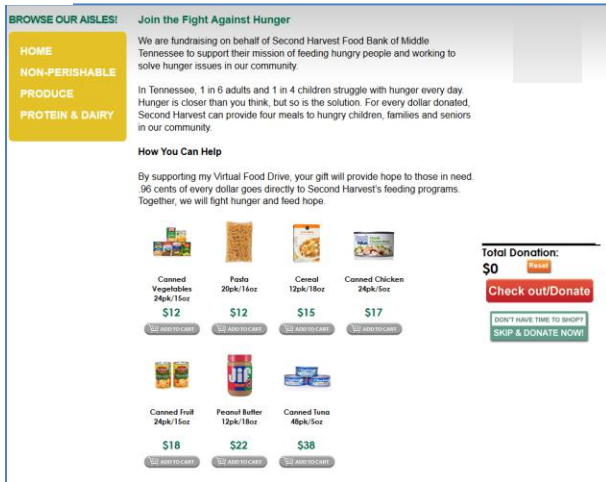 BROWSE OUR AISLES!
HOME
NON-PERISHABLE
PRODUCE
PROTEIN & DAIRY
Join the Fight Against Hunger
We are fundraising on behalf of Second Harvest Food Bank of Middle
Tennessee to support their mission of feeding hungry people and working to
solve hunger issues in our community.
In Tennessee, 1 in 6 adults and 1 in 4 children struggle with hunger every day.
Hunger is closer than you think, but so is the solution. For every dollar donated,
Second Harvest can provide four meals to hungry children, families and seniors
in our community.
How You Can Help
By supporting my Virtual Food Drive, your gift will provide hope to those in need.
.96 cents of every dollar goes directly to Second Harvest's feeding programs.
Together, we will fight hunger and feed hope.
Canned
Vegetables
24pk/15oz
$12
ADD TO CART
Pasta
20pk/16oz
$12
ADD TO CART
Cereal
12pk/18oz
$15
ADD TO CART
Canned Chicken
24pk/5oz
$17
ADD TO CART
Jif
Canned Fruit
24pk/15oz
$18
ADD TO CART
Peanut Butter
12pk/18oz
$22
ADD TO CART
Canned Tuna
48pk/5oz
$38
ADD TO CART
Total Donation:
$0
Reset
Check out/Donate
DON'T HAVE TIME TO SHOP?
SKIP & DONATE NOW!